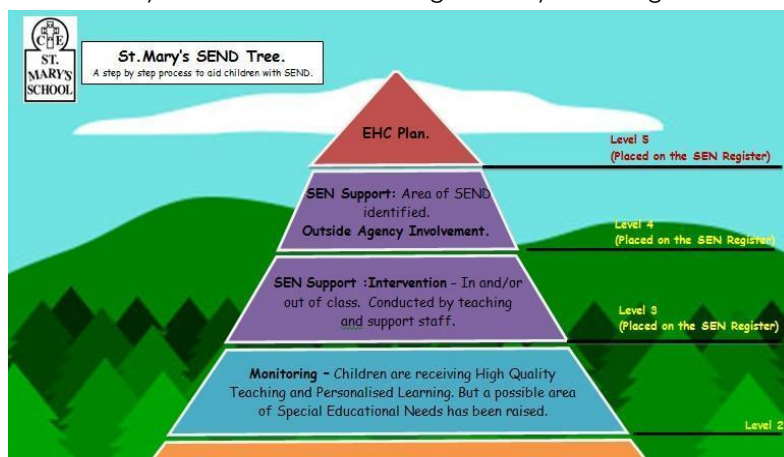 C E
ST.
MARY'S
SCHOOL
St.Mary's SEND Tree.
A step by step process to aid children with SEND.
EHC Plan.
Level 5
(Placed on the SEN Register)
SEN Support: Area of SEND
identified.
Outside Agency Involvement.
Level 4
(Placed on the SEN Register)
SEN Support :Intervention – In and/or
out of class. Conducted by teaching
and support staff.
Level 3
(Placed on the SEN Register)
Monitoring – Children are receiving High Quality
Teaching and Personalised Learning. But a possible area
of Special Educational Needs has been raised.
Level 2